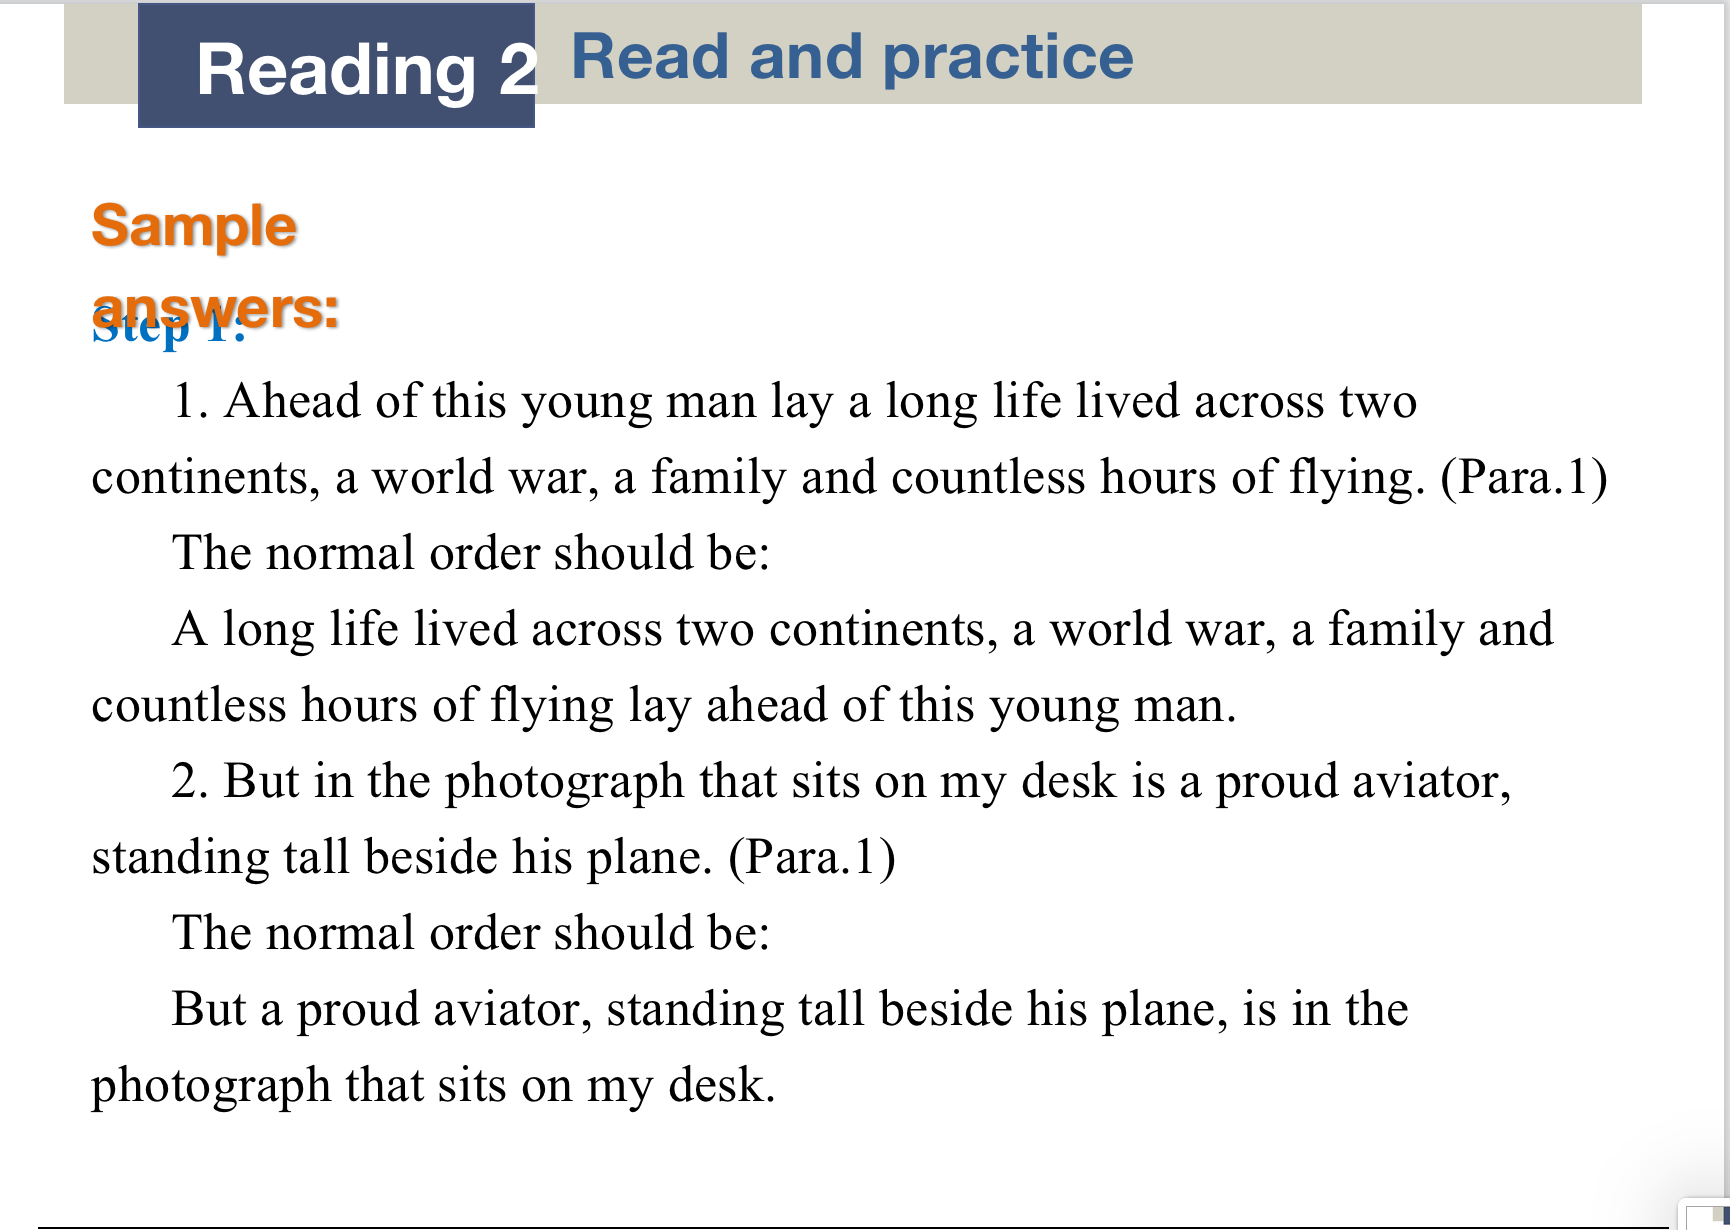 Reading 2 Read and practice
Sample
answers:
Step 1:
1. Ahead of this young man lay a long life lived across two
continents, a world war, a family and countless hours of flying. (Para.1)
The normal order should be:
A long life lived across two continents, a world war, a family and
countless hours of flying lay ahead of this young man.
2. But in the photograph that sits on my desk is a proud aviator,
standing tall beside his plane. (Para.1)
The normal order should be:
But a proud aviator, standing tall beside his plane, is in the
photograph that sits on my desk.